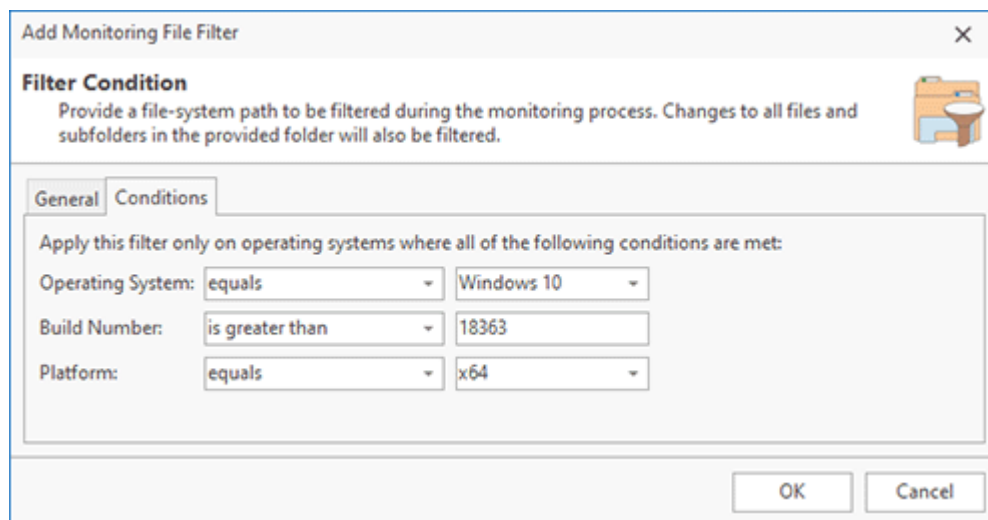 Add Monitoring File Filter
Filter Condition
Provide a file-system path to be filtered during the monitoring process. Changes to all files and
subfolders in the provided folder will also be filtered.
General Conditions
Apply this filter only on operating systems where all of the following conditions are met:
Operating System: equals Windows 10
Build Number: is greater than 18363
Platform: equals x64
OK Cancel